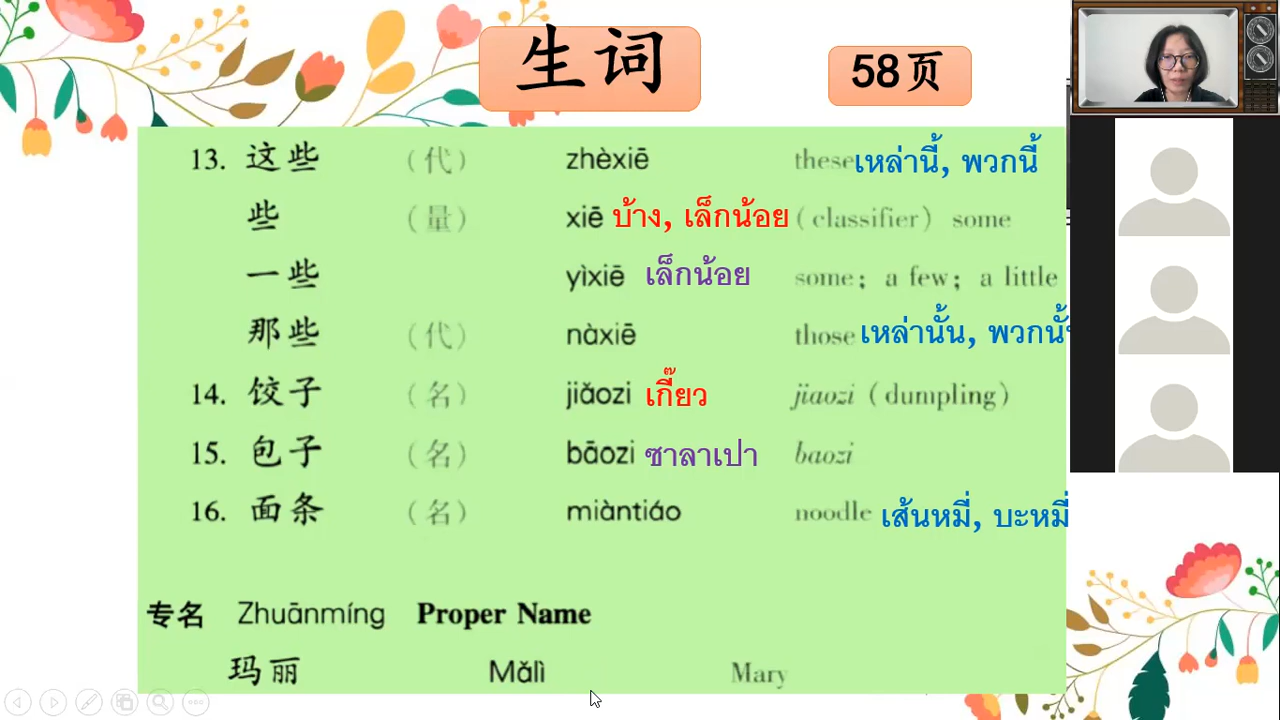 生词
58页
13. 这些 （代） zhèxiē these เหล่านี้, พวกนี้
些 （量） xiē บ้าง, เล็กน้อย （classifier） some
一些 yìxiē เล็กน้อย some; a few; a little
那些 （代） nàxiē those เหล่านั้น, พวกนั้น
14. 饺子 （名） jiǎozi เกี๊ยว jiaozi （dumpling）
15. 包子 （名） bāozi ซาลาเปา baozi
16. 面条 （名） miàntiáo noodle เส้นหมี่, บะหมี่
专名 Zhuānmíng Proper Name
玛丽 Mǎlì Mary